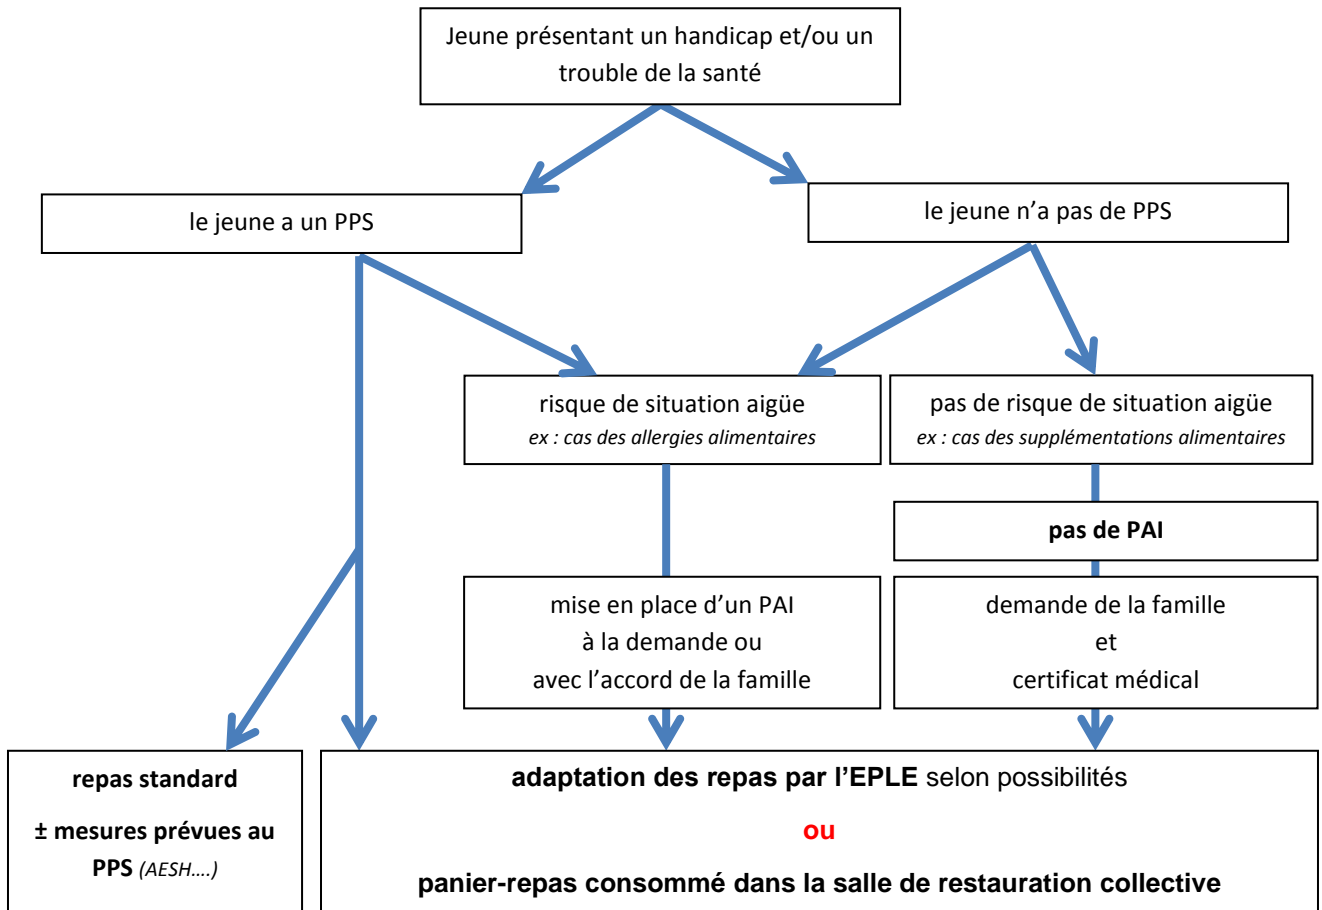 Jeune présentant un handicap et/ou un
trouble de la santé
le jeune a un PPS
le jeune n’a pas de PPS
risque de situation aigüe
ex : cas des allergies alimentaires
pas de risque de situation aigüe
ex : cas des supplémentations alimentaires
pas de PAI
mise en place d’un PAI
à la demande ou
avec l’accord de la famille
demande de la famille
et
certificat médical
repas standard
± mesures prévues au
PPS (AESH....)
adaptation des repas par l’EPLE selon possibilités
ou
panier-repas consommé dans la salle de restauration collective